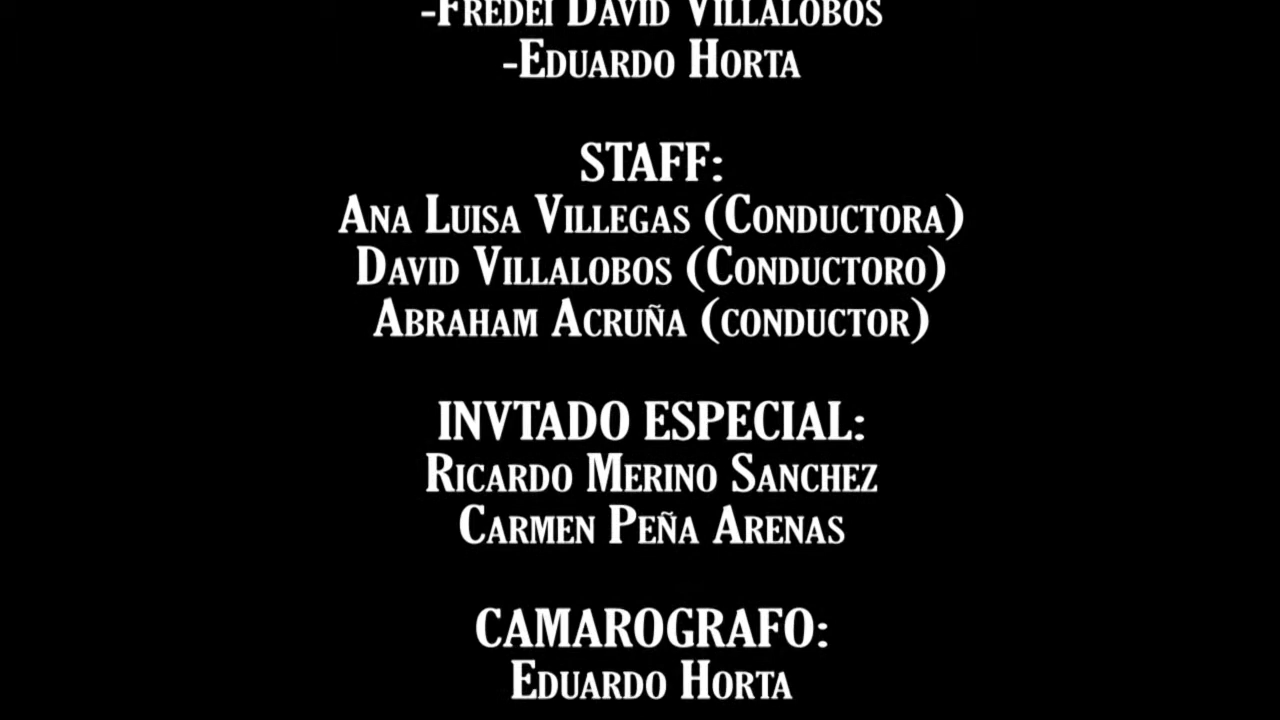 -Fredei David Villalobos
-Eduardo Horta
STAFF:
Ana Luisa Villegas (Conductora)
David Villalobos (Conductoro)
Abraham Acruña (conductor)
INVTADO ESPECIAL:
Ricardo Merino Sanchez
Carmen Peña Arenas
CAMAROGRAFO:
Eduardo Horta